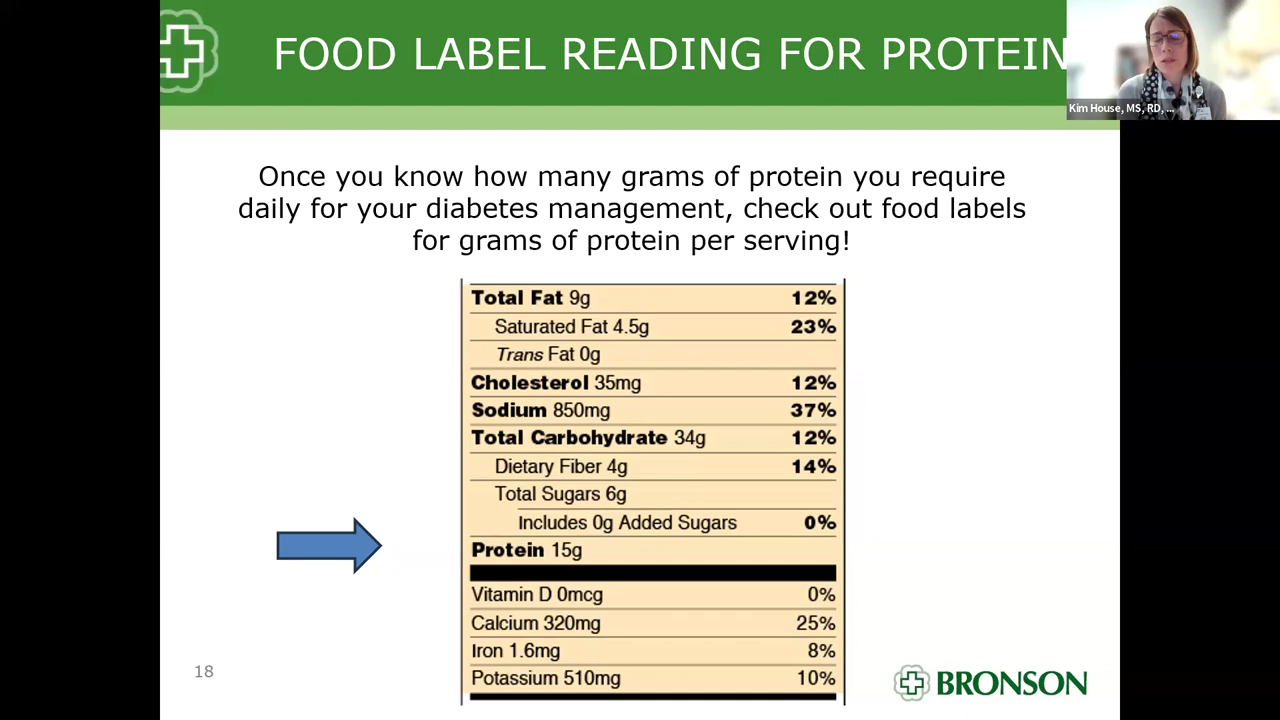 FOOD LABEL READING FOR PROTEIN
Kim House, MS, RD, ...
Once you know how many grams of protein you require
daily for your diabetes management, check out food labels
for grams of protein per serving!
Total Fat 9g 12%
Saturated Fat 4.5g 23%
Trans Fat 0g
Cholesterol 35mg 12%
Sodium 850mg 37%
Total Carbohydrate 34g 12%
Dietary Fiber 4g 14%
Total Sugars 6g
Includes 0g Added Sugars 0%
Protein 15g
Vitamin D 0mcg 0%
Calcium 320mg 25%
Iron 1.6mg 8%
Potassium 510mg 10%
18
BRONSON